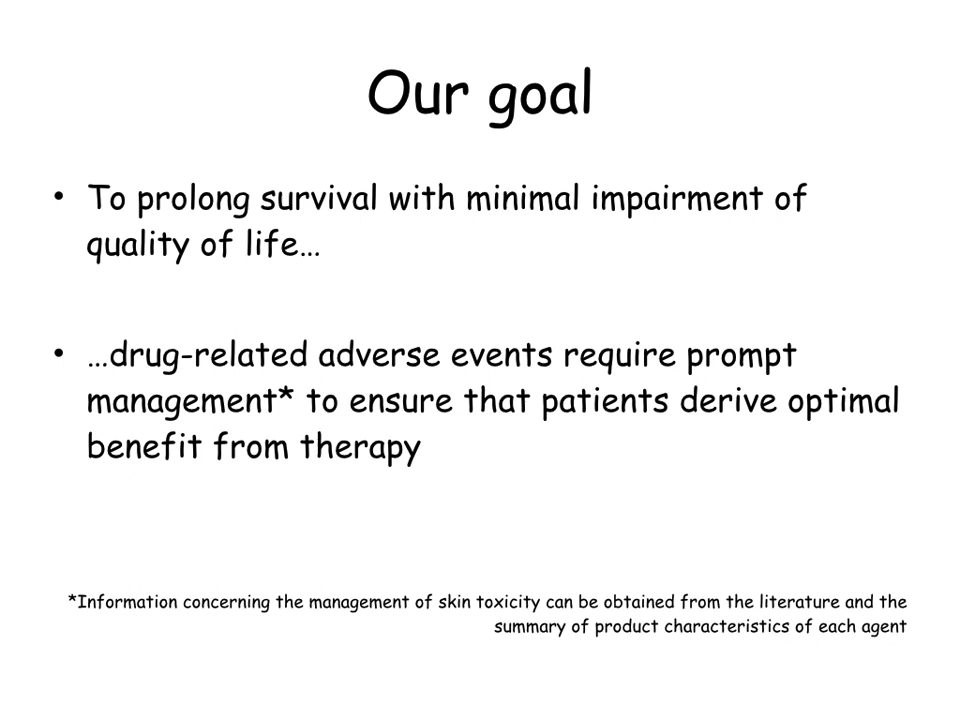 Our goal
• To prolong survival with minimal impairment of
quality of life…
• …drug-related adverse events require prompt
management* to ensure that patients derive optimal
benefit from therapy
*Information concerning the management of skin toxicity can be obtained from the literature and the
summary of product characteristics of each agent